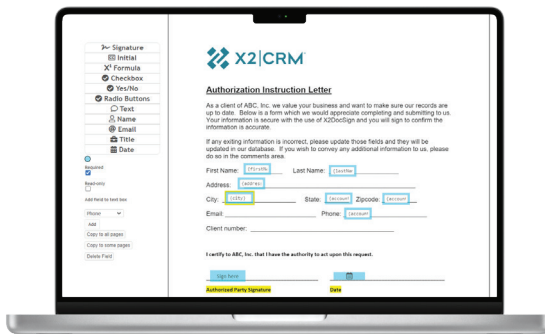 Signature
Initial
X¹ Formula
Checkbox
Yes/No
Radio Buttons
Text
Name
Email
Title
Date
Required
Read-only
Add field to text box
Phone
Add
Copy to all pages
Copy to some pages
Delete Field
X2|CRM
Authorization Instruction Letter
As a client of ABC, Inc. we value your business and want to make sure our records are
up to date. Below is a form which we would appreciate completing and submitting to us.
Your information is secure with the use of X2DocSign and you will sign to confirm the
information is accurate
If any exiting information is incorrect, please update those fields and they will be
updated in our database. If you wish to convey any additional information to us, please
do so in the comments area.
First Name: Last Name:
Address: {address
City: {city} State: {account Zipcode: {account
Email: Phone: {account
Client number:
I certify to ABC, Inc. that I have the authority to act upon this request.
Sign here
Authorized Party Signature Date